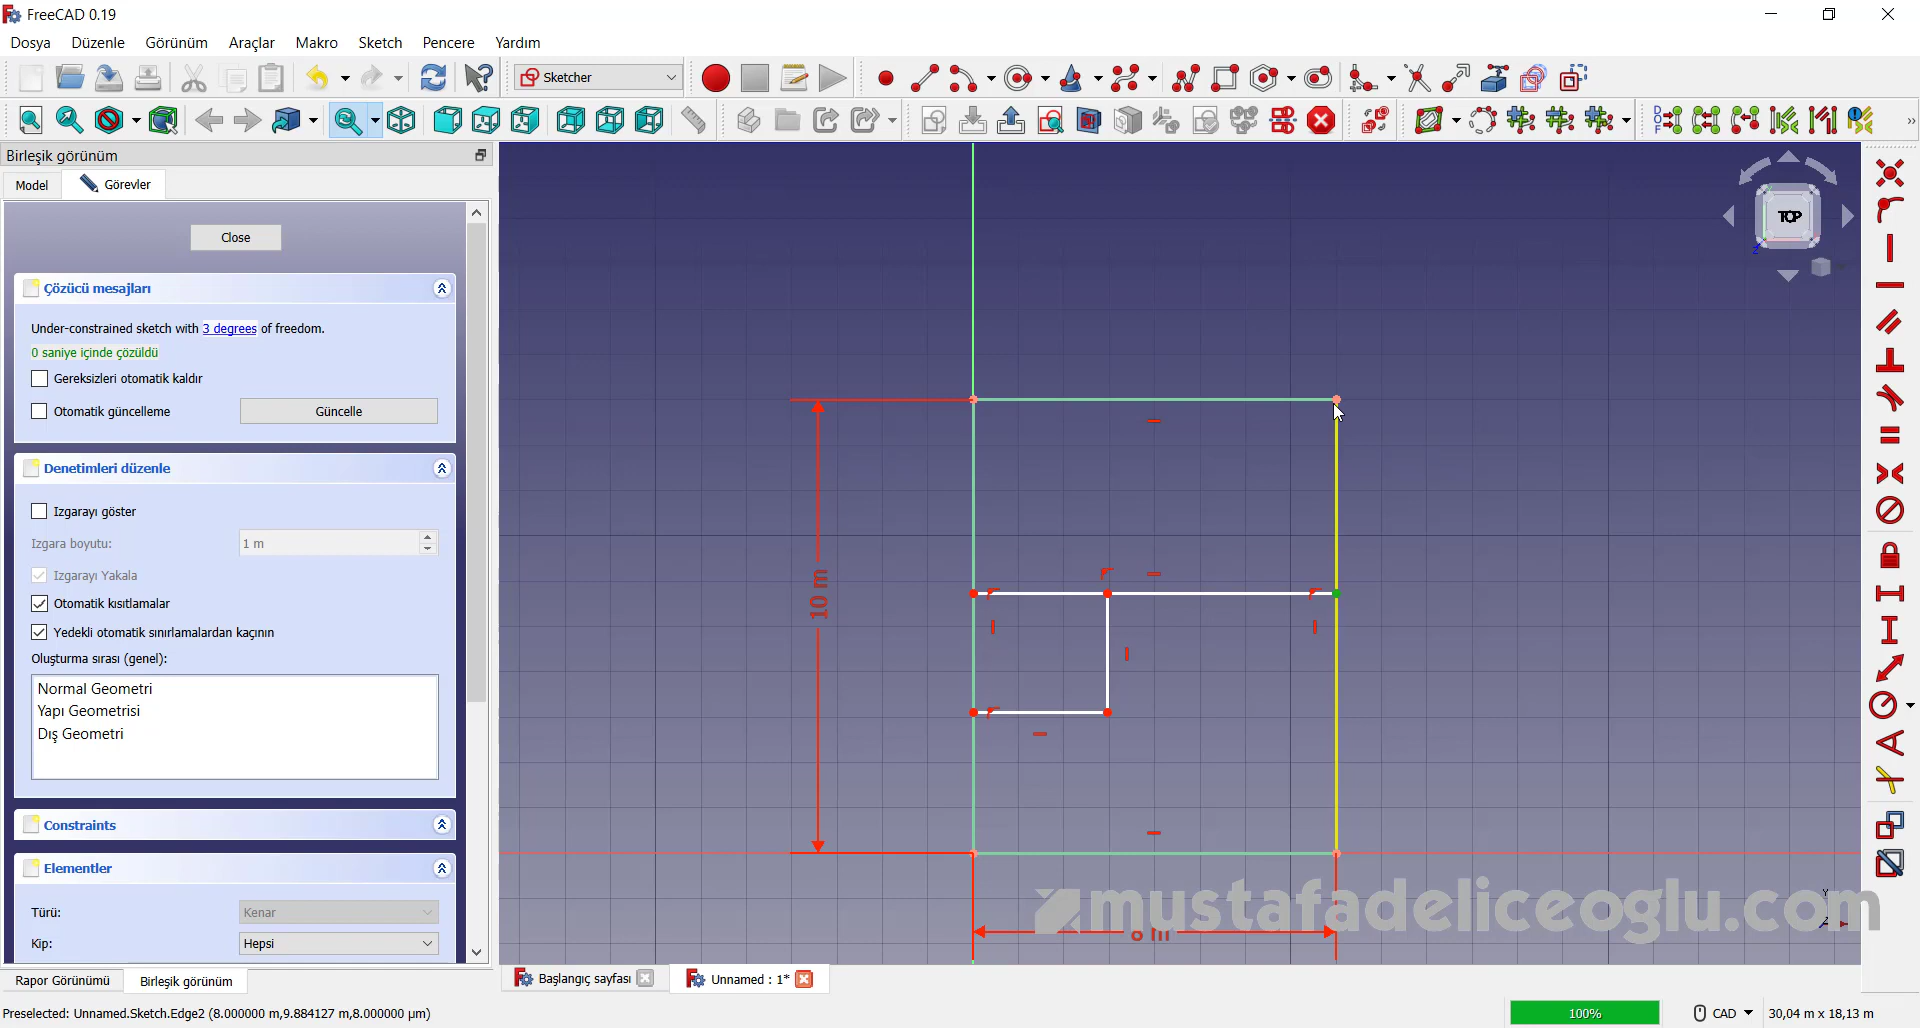 FreeCAD 0.19
Dosya Düzenle Görünüm Araçlar Makro Sketch Pencere Yardım
Sketcher
Birleşik görünüm
Model Görevler
Close
Çözücü mesajları
Under-constrained sketch with 3 degrees of freedom.
0 saniye içinde çözüldü
Gereksizleri otomatik kaldır
Otomatik güncelleme Güncelle
Denetimleri düzenle
Izgarayı göster
Izgara boyutu: 1 m
Izgarayı Yakala
Otomatik kısıtlamalar
Yedekli otomatik sınırlamalardan kaçının
Oluşturma sırası (genel):
Normal Geometri
Yapı Geometrisi
Dış Geometri
Constraints
Elementler
Türü: Kenar
Kip: Hepsi
Rapor Görünümü Birleşik görünüm
TOP
10 m
mustafadeliceoglu.com
Başlangıç sayfası Unnamed : 1*
Preselected: Unnamed.Sketch.Edge2 (8.000000 m,9.884127 m,8.000000 µm)
100% CAD 30,04 m x 18,13 m